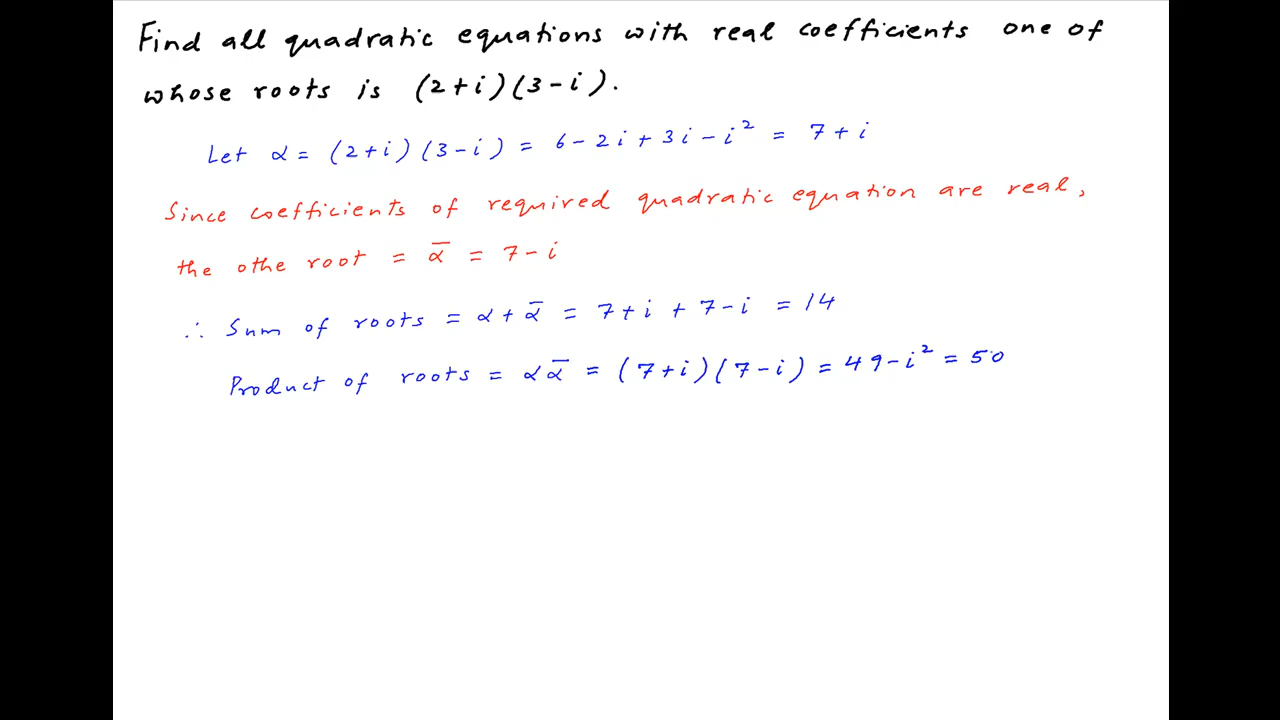 Find all quadratic equations with real coefficients one of
whose roots is (2+i)(3-i).
Let α = (2+i)(3-i) = 6-2i+3i-i² = 7+i
Since coefficients of required quadratic equation are real,
the othe root = ᾱ = 7-i
∴ Sum of roots = α+ᾱ = 7+i+7-i = 14
Product of roots = αᾱ = (7+i)(7-i) = 49-i² = 50